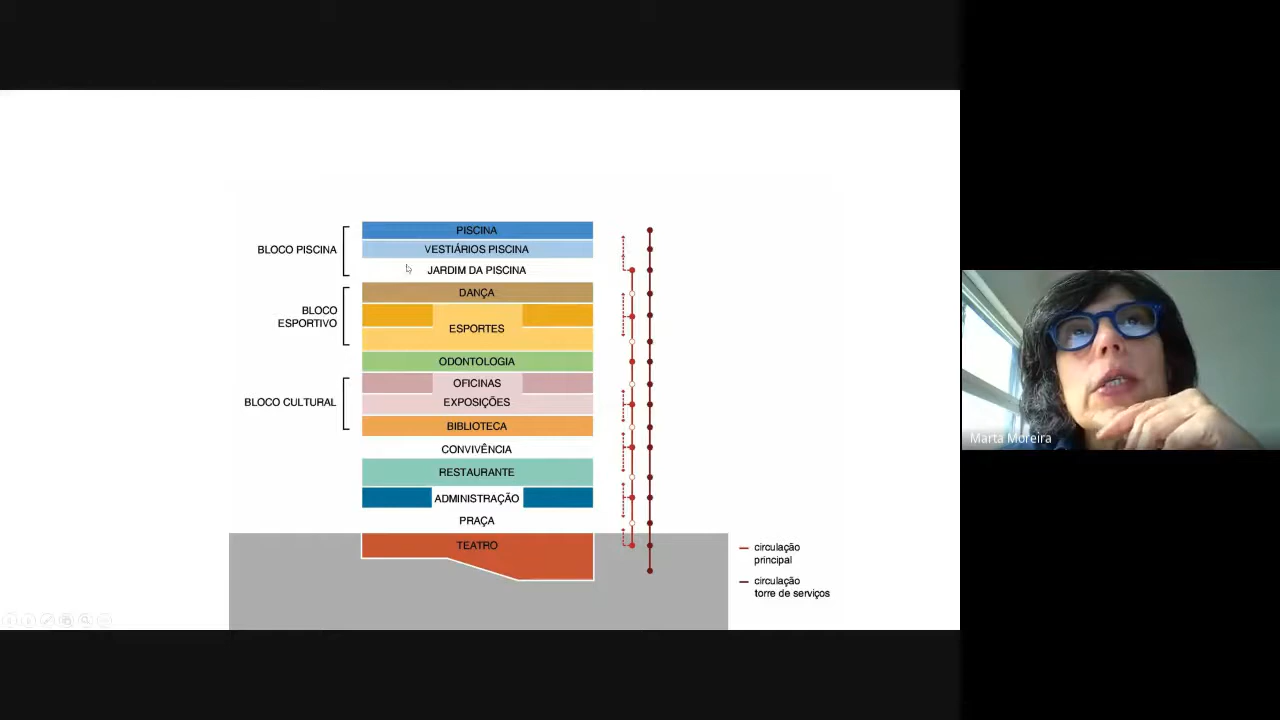 PISCINA
BLOCO PISCINA
VESTIÁRIOS PISCINA
JARDIM DA PISCINA
DANÇA
BLOCO
ESPORTIVO
ESPORTES
ODONTOLOGIA
OFICINAS
BLOCO CULTURAL
EXPOSIÇÕES
BIBLIOTECA
CONVIVÊNCIA
RESTAURANTE
ADMINISTRAÇÃO
PRAÇA
TEATRO
circulação
principal
circulação
torre de serviços
Marta Moreira